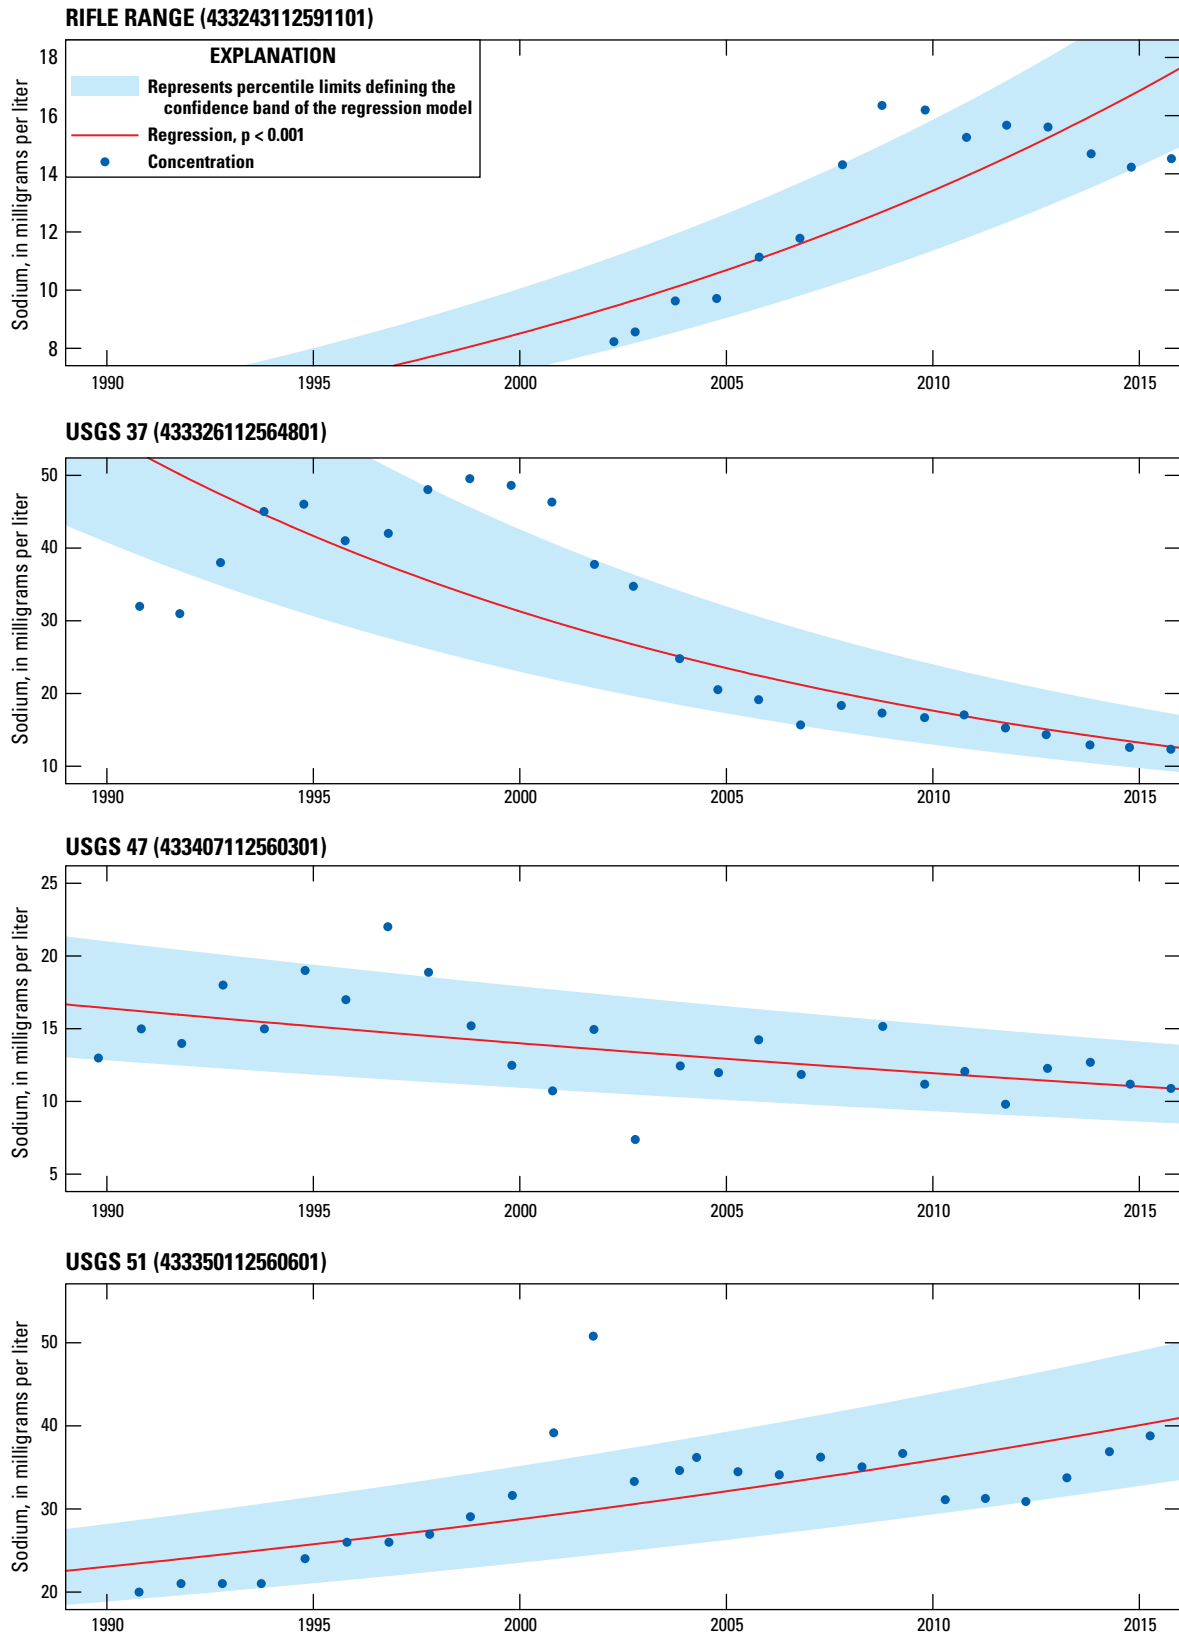 RIFLE RANGE (433243112591101)
EXPLANATION
Represents percentile limits defining the
confidence band of the regression model
Regression, p < 0.001
Concentration
Sodium, in milligrams per liter
18
16
14
12
10
8
1990 1995 2000 2005 2010 2015
USGS 37 (433326112564801)
Sodium, in milligrams per liter
50
40
30
20
10
1990 1995 2000 2005 2010 2015
USGS 47 (433407112560301)
Sodium, in milligrams per liter
25
20
15
10
5
1990 1995 2000 2005 2010 2015
USGS 51 (433350112560601)
Sodium, in milligrams per liter
50
40
30
20
1990 1995 2000 2005 2010 2015